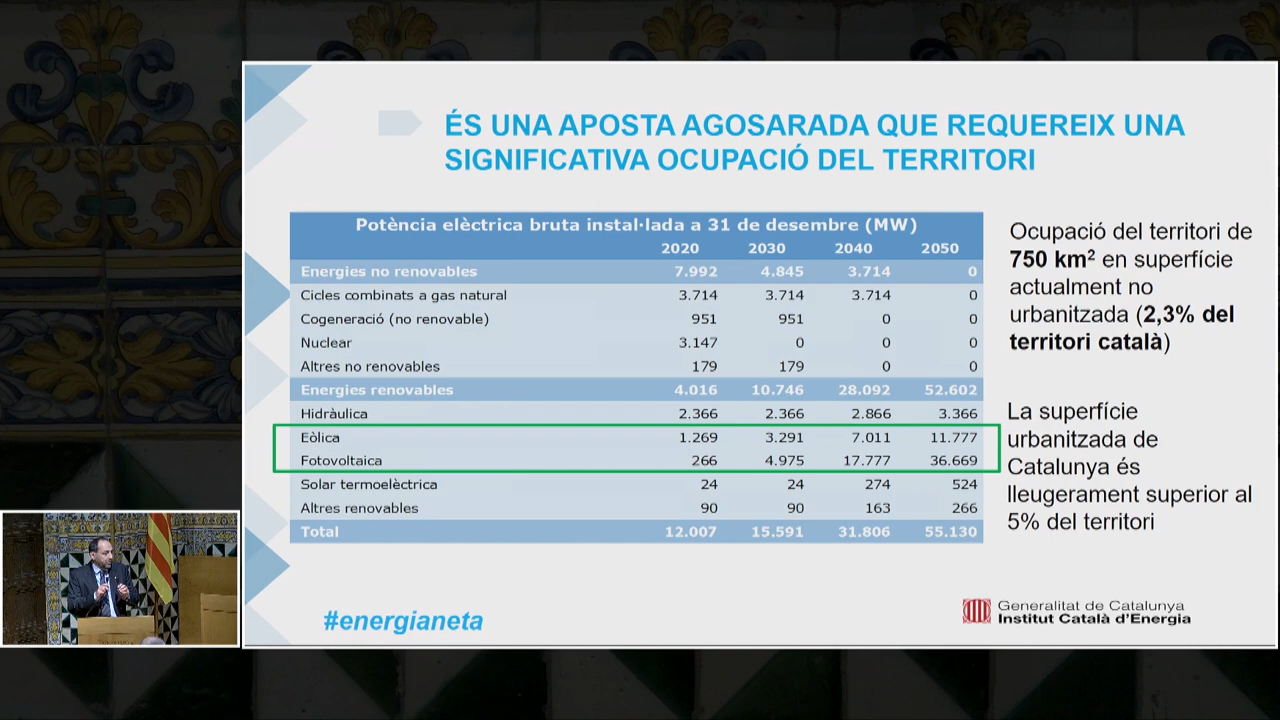 ÉS UNA APOSTA AGOSARADA QUE REQUEREIX UNA
SIGNIFICATIVA OCUPACIÓ DEL TERRITORI
Potència elèctrica bruta instal·lada a 31 de desembre (MW)
2020 2030 2040 2050
Energies no renovables 7.992 4.845 3.714 0
Cicles combinats a gas natural 3.714 3.714 3.714 0
Cogeneració (no renovable) 951 951 0 0
Nuclear 3.147 0 0 0
Altres no renovables 179 179 0 0
Energies renovables 4.016 10.746 28.092 52.602
Hidràulica 2.366 2.366 2.866 3.366
Eòlica 1.269 3.291 7.011 11.777
Fotovoltaica 266 4.975 17.777 36.669
Solar termoelèctrica 24 24 274 524
Altres renovables 90 90 163 266
Total 12.007 15.591 31.806 55.130
Ocupació del territori de
750 km² en superfície
actualment no
urbanitzada (2,3% del
territori català)
La superfície
urbanitzada de
Catalunya és
lleugerament superior al
5% del territori
#energianeta
Generalitat de Catalunya
Institut Català d'Energia